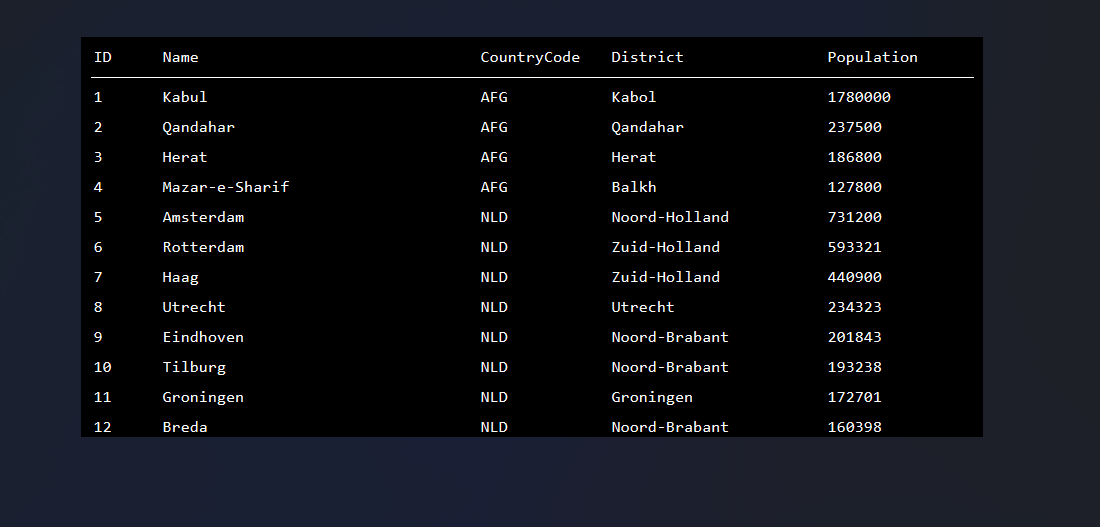 ID Name CountryCode District Population
1 Kabul AFG Kabol 1780000
2 Qandahar AFG Qandahar 237500
3 Herat AFG Herat 186800
4 Mazar-e-Sharif AFG Balkh 127800
5 Amsterdam NLD Noord-Holland 731200
6 Rotterdam NLD Zuid-Holland 593321
7 Haag NLD Zuid-Holland 440900
8 Utrecht NLD Utrecht 234323
9 Eindhoven NLD Noord-Brabant 201843
10 Tilburg NLD Noord-Brabant 193238
11 Groningen NLD Groningen 172701
12 Breda NLD Noord-Brabant 160398